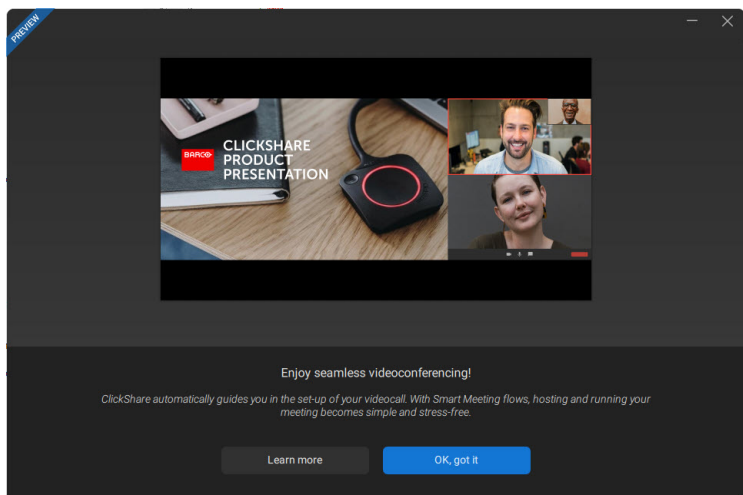 PREVIEW
BARCO
CLICKSHARE
PRODUCT
PRESENTATION
Enjoy seamless videoconferencing!
ClickShare automatically guides you in the set-up of your videocall. With Smart Meeting flows, hosting and running your
meeting becomes simple and stress-free.
Learn more
OK, got it